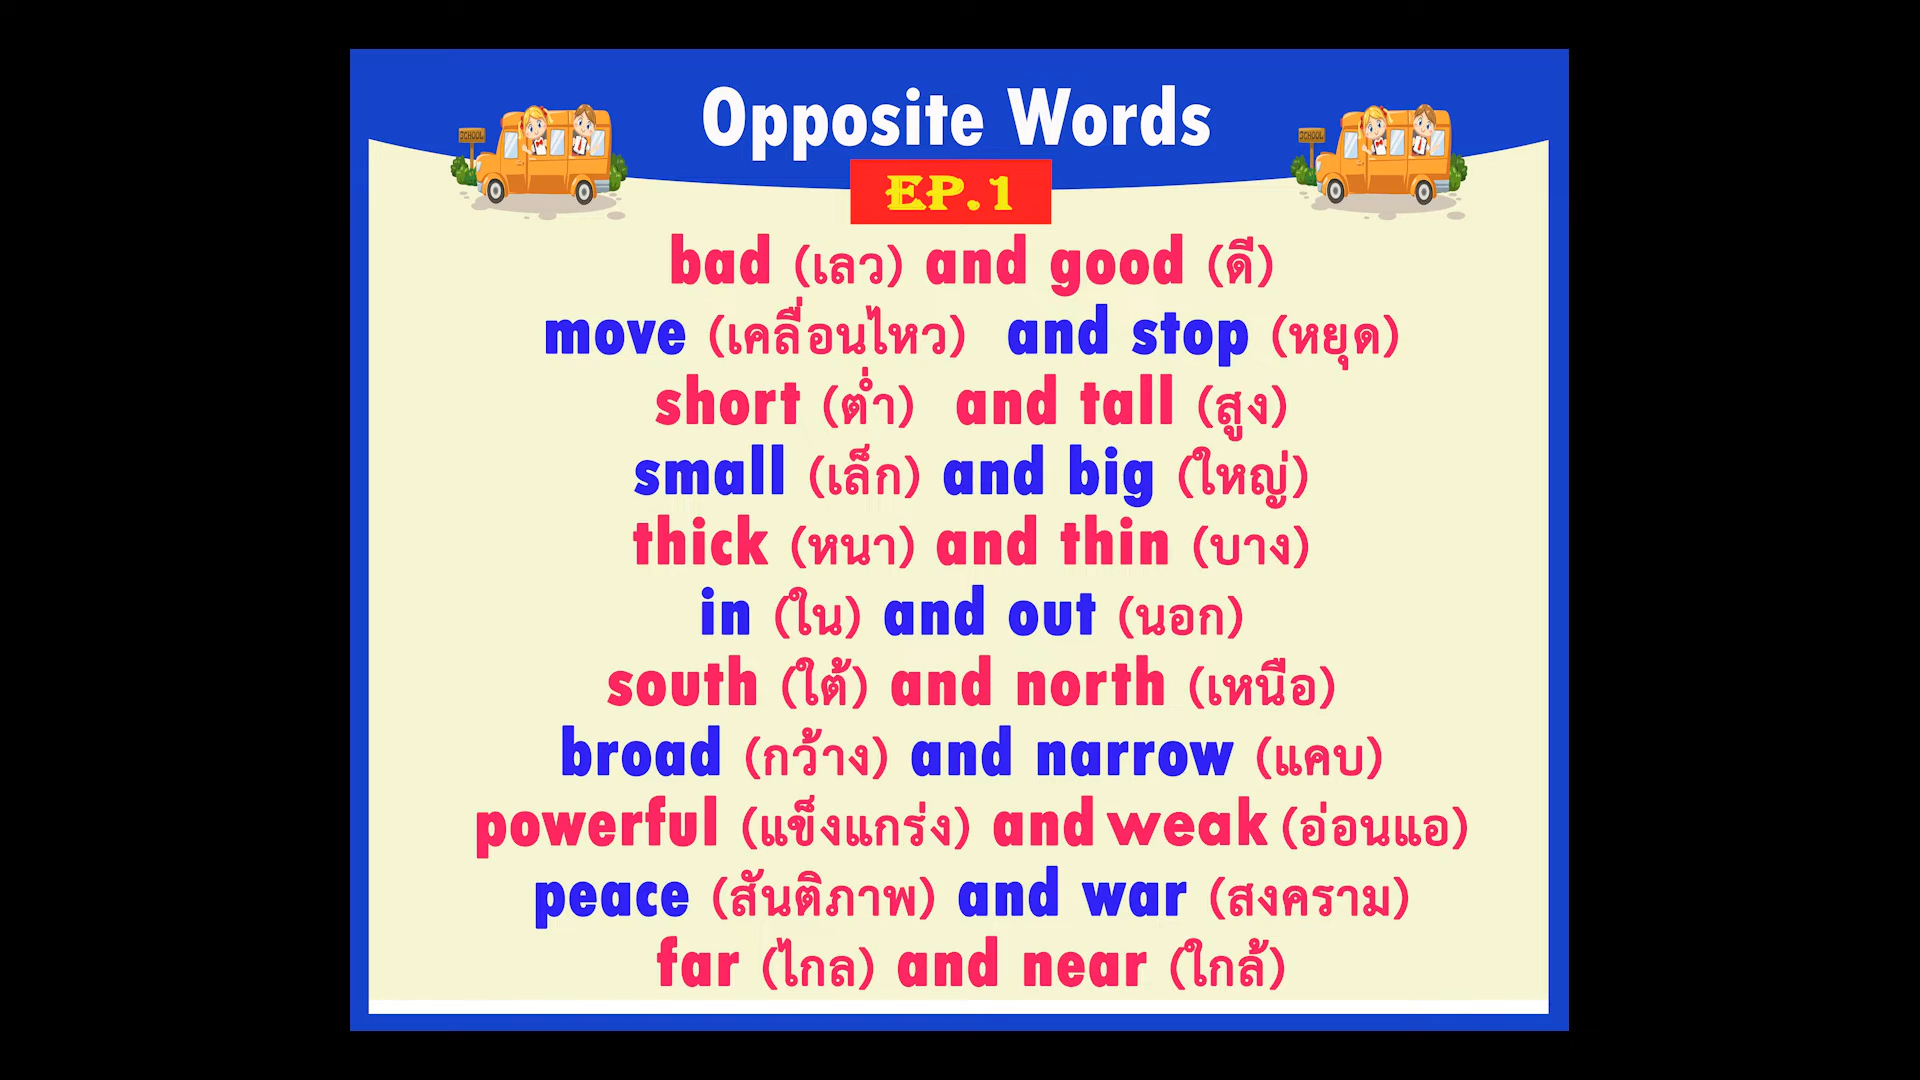 Opposite Words
SCHOOL
SCHOOL
EP.1
bad (เลว) and good (ดี)
move (เคลื่อนไหว) and stop (หยุด)
short (ต่ำ) and tall (สูง)
small (เล็ก) and big (ใหญ่)
thick (หนา) and thin (บาง)
in (ใน) and out (นอก)
south (ใต้) and north (เหนือ)
broad (กว้าง) and narrow (แคบ)
powerful (แข็งแกร่ง) and weak (อ่อนแอ)
peace (สันติภาพ) and war (สงคราม)
far (ไกล) and near (ใกล้)